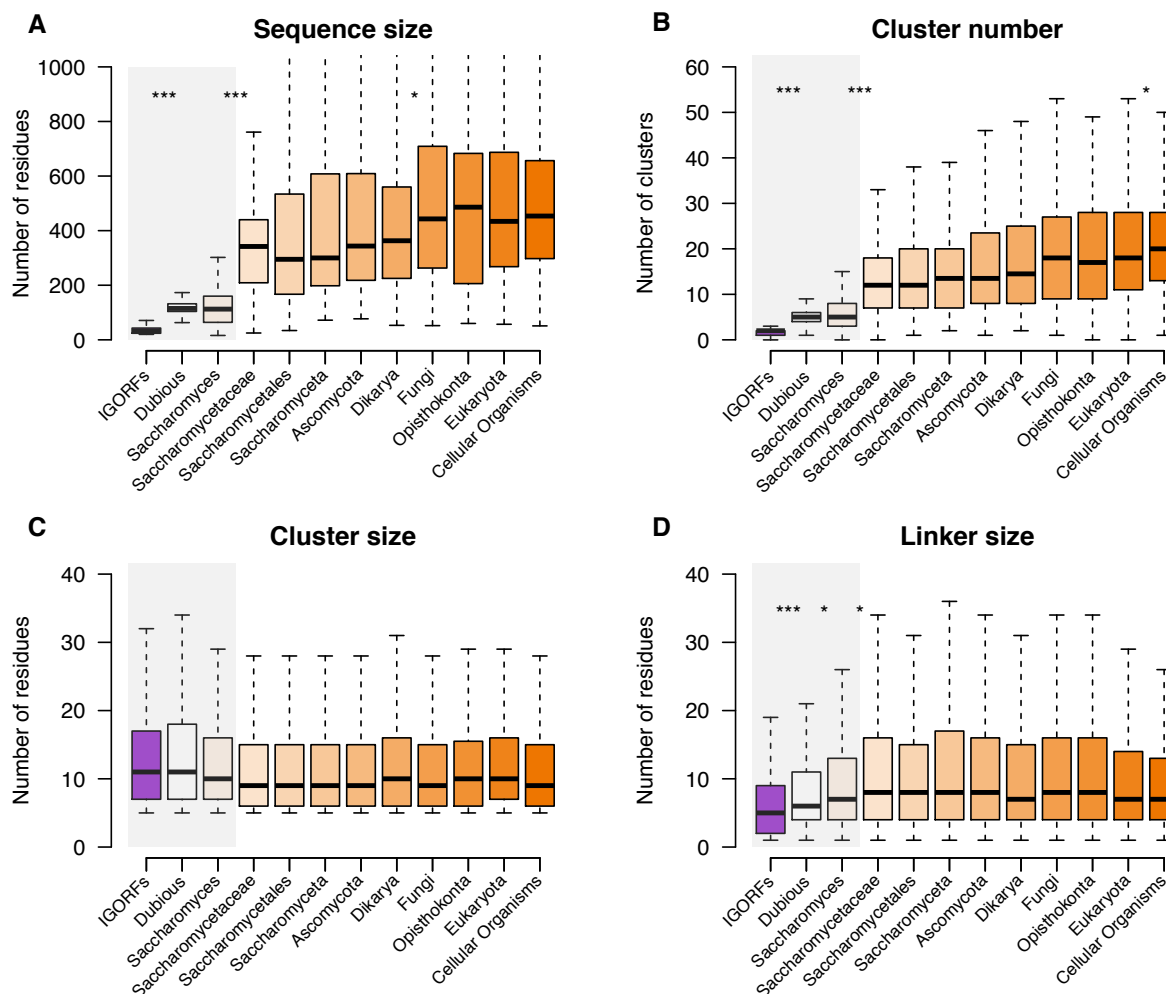 A
Sequence size
Number of residues
1000
800
600
400
200
0
*** *** *
IGORFs
Dubious
Saccharomyces
Saccharomycetaceae
Saccharomycetales
Saccharomyceta
Ascomycota
Dikarya
Fungi
Opisthokonta
Eukaryota
Cellular Organisms
B
Cluster number
Number of clusters
60
50
40
30
20
10
0
*** *** *
IGORFs
Dubious
Saccharomyces
Saccharomycetaceae
Saccharomycetales
Saccharomyceta
Ascomycota
Dikarya
Fungi
Opisthokonta
Eukaryota
Cellular Organisms
C
Cluster size
Number of residues
40
30
20
10
0
IGORFs
Dubious
Saccharomyces
Saccharomycetaceae
Saccharomycetales
Saccharomyceta
Ascomycota
Dikarya
Fungi
Opisthokonta
Eukaryota
Cellular Organisms
D
Linker size
Number of residues
40
30
20
10
0
*** * *
IGORFs
Dubious
Saccharomyces
Saccharomycetaceae
Saccharomycetales
Saccharomyceta
Ascomycota
Dikarya
Fungi
Opisthokonta
Eukaryota
Cellular Organisms